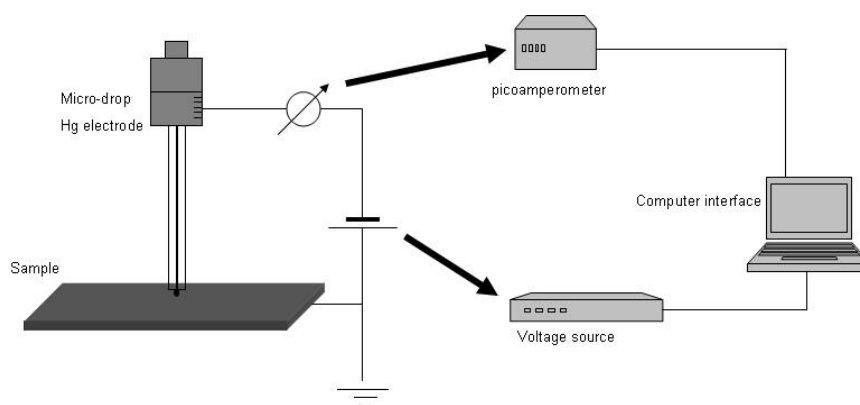 Micro-drop
Hg electrode
picoamperometer
Computer interface
Sample
Voltage source